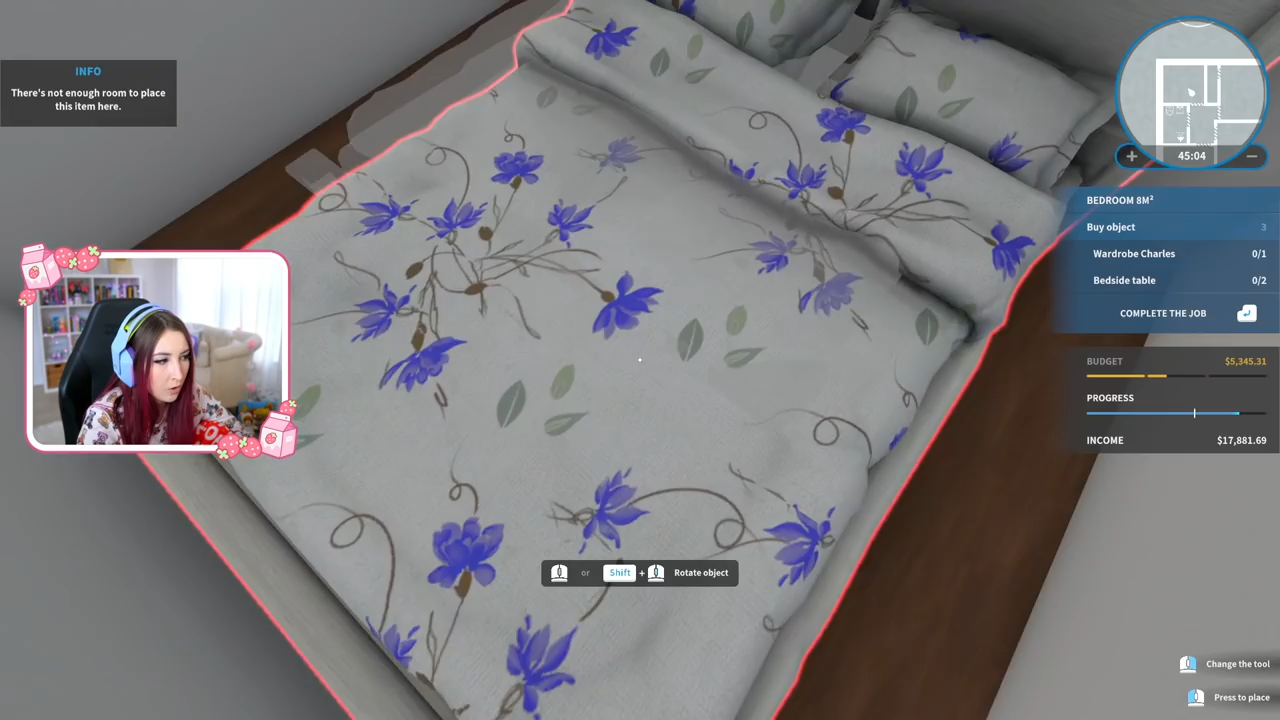 INFO
There's not enough room to place
this item here.
45:04
BEDROOM 8M²
Buy object 3
Wardrobe Charles 0/1
Bedside table 0/2
COMPLETE THE JOB
BUDGET $5,345.31
PROGRESS
INCOME $17,881.69
or Shift + Rotate object
Change the tool
Press to place